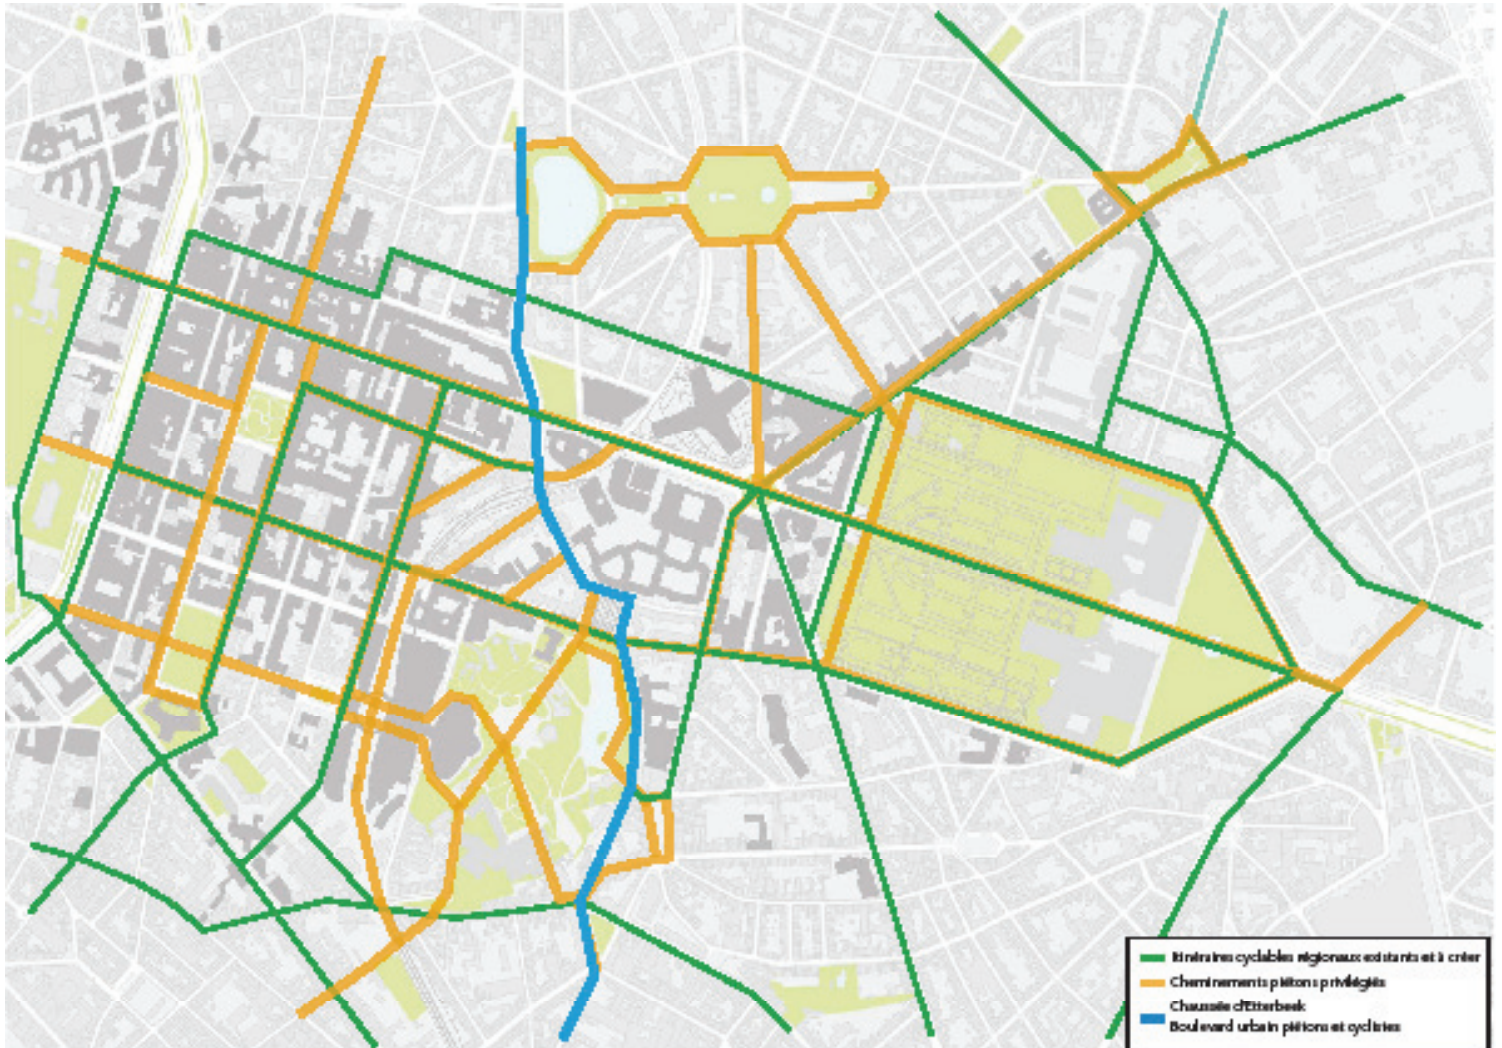 Itinéraires cyclables régionaux existants et à créer
Cheminements piétons privilégiés
Chaussée d'Etterbeek
Boulevard urbain piétons et cyclistes